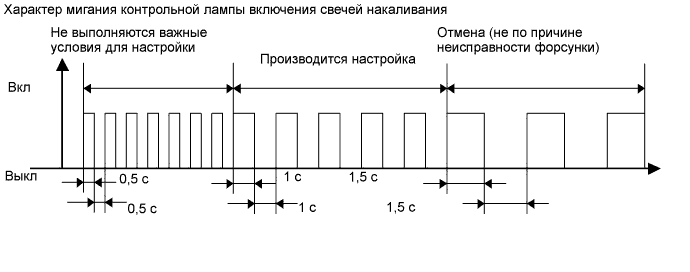 Характер мигания контрольной лампы включения свечей накаливания
Не выполняются важные
условия для настройки
Производится настройка
Отмена (не по причине
неисправности форсунки)
Вкл
Выкл
0,5 с
1 с
1,5 с
0,5 с
1 с
1,5 с